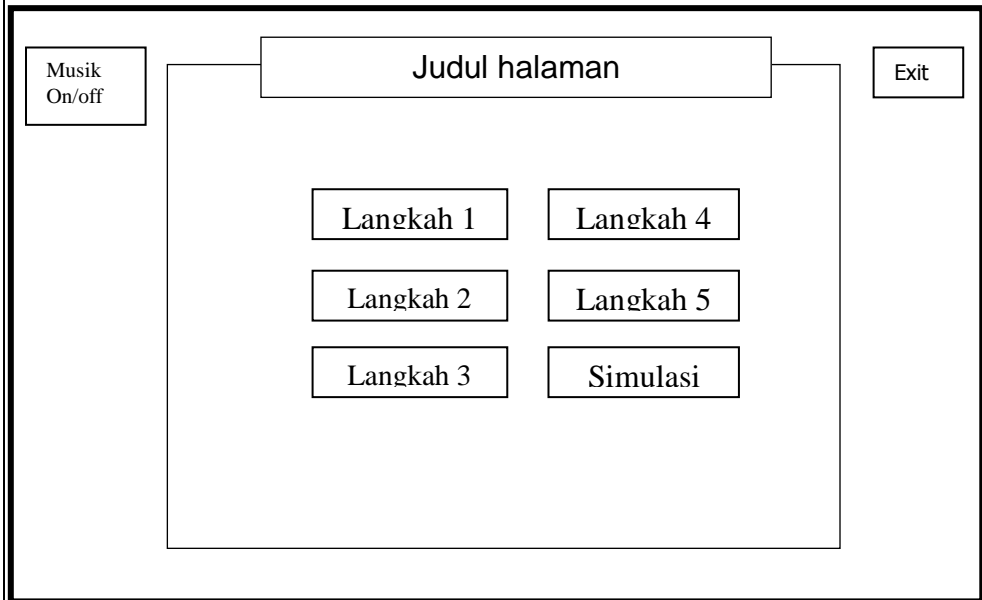 Musik
On/off
Judul halaman
Exit
Langkah 1
Langkah 4
Langkah 2
Langkah 5
Langkah 3
Simulasi